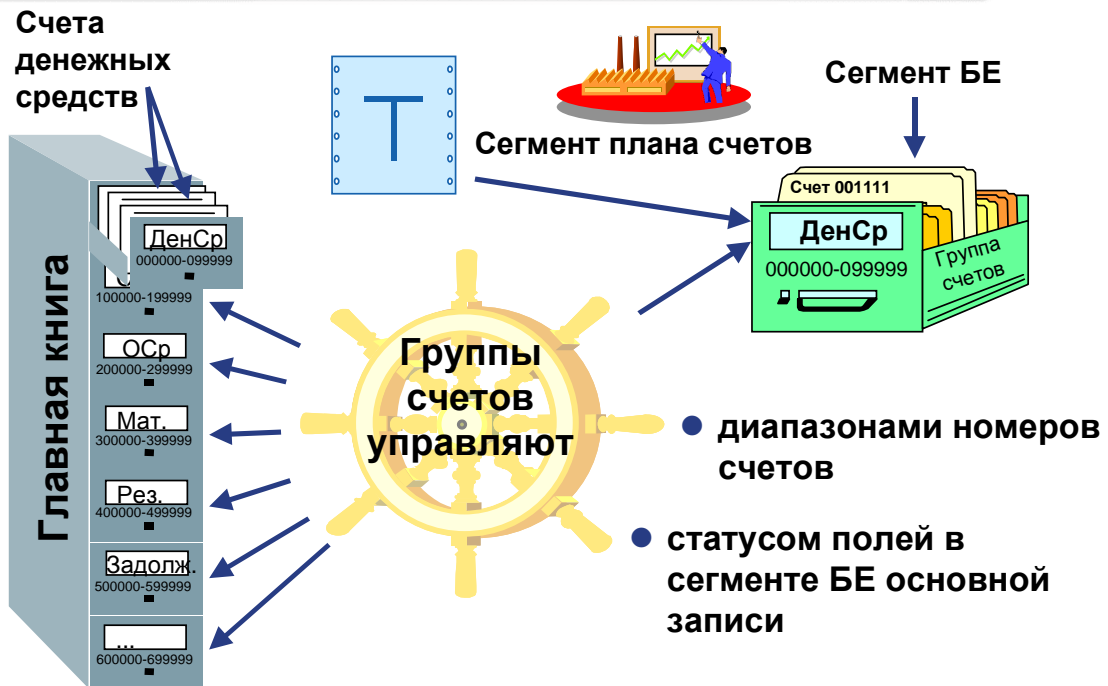 Счета
денежных
средств
Сегмент БЕ
Сегмент плана счетов
Т
Счет 001111
ДенСр
000000-099999
Группа
счетов
Главная книга
ДенСр
000000-099999
100000-199999
ОСр
200000-299999
Мат.
300000-399999
Рез.
400000-499999
Задолж.
500000-599999
...
600000-699999
Группы
счетов
управляют
диапазонами номеров
счетов
статусом полей в
сегменте БЕ основной
записи